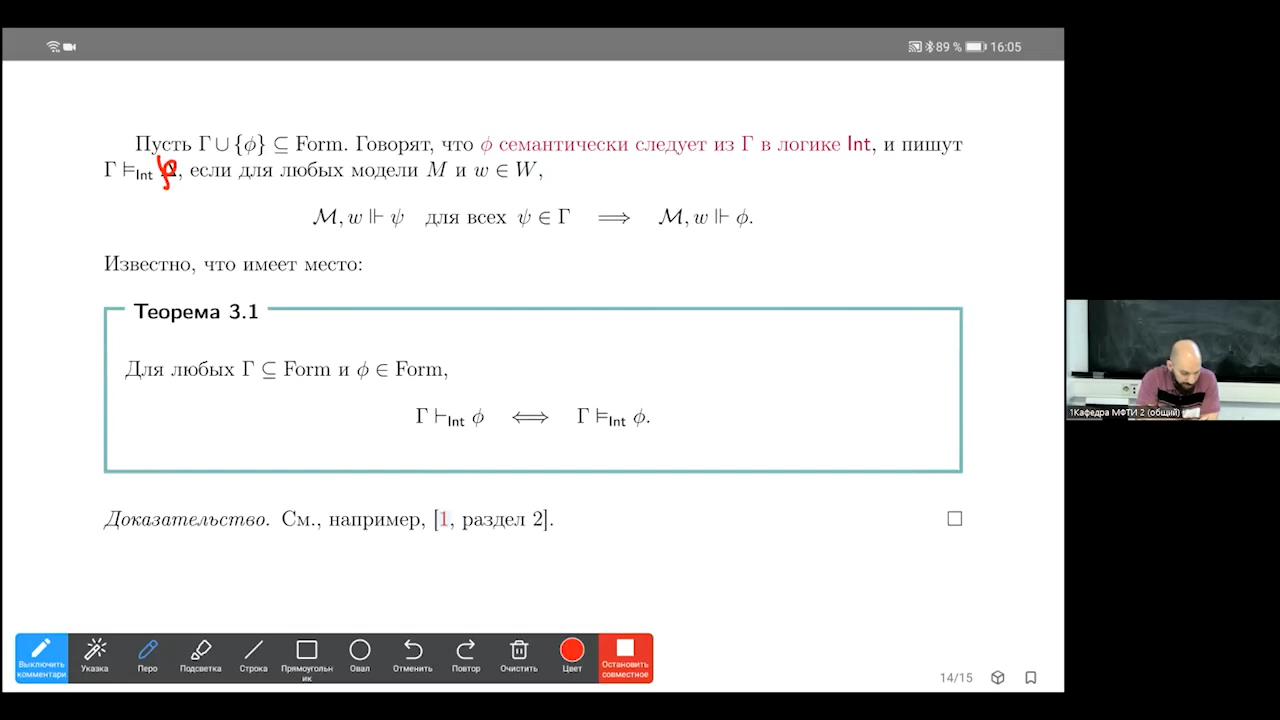 89 % 16:05
Пусть Γ ∪ {ϕ} ⊆ Form. Говорят, что ϕ семантически следует из Γ в логике Int, и пишут
Γ ⊨Int φ, если для любых модели M и w ∈ W,
ℳ, w ⊩ ψ для всех ψ ∈ Γ ⟹ ℳ, w ⊩ ϕ.
Известно, что имеет место:
Теорема 3.1
Для любых Γ ⊆ Form и ϕ ∈ Form,
Γ ⊢Int ϕ ⟺ Γ ⊨Int ϕ.
Доказательство. См., например, [1, раздел 2]. □
1Кафедра МФТИ 2 (общий)
Выключить
комментари
Указка
Перо
Подсветка
Строка
Прямоугольн
ик
Овал
Отменить
Повтор
Очистить
Цвет
Остановить
совместное
14/15